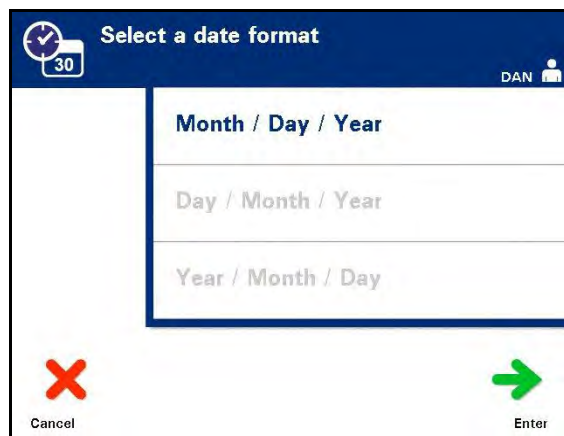 Select a date format
30
DAN
Month / Day / Year
Day / Month / Year
Year / Month / Day
Cancel
Enter